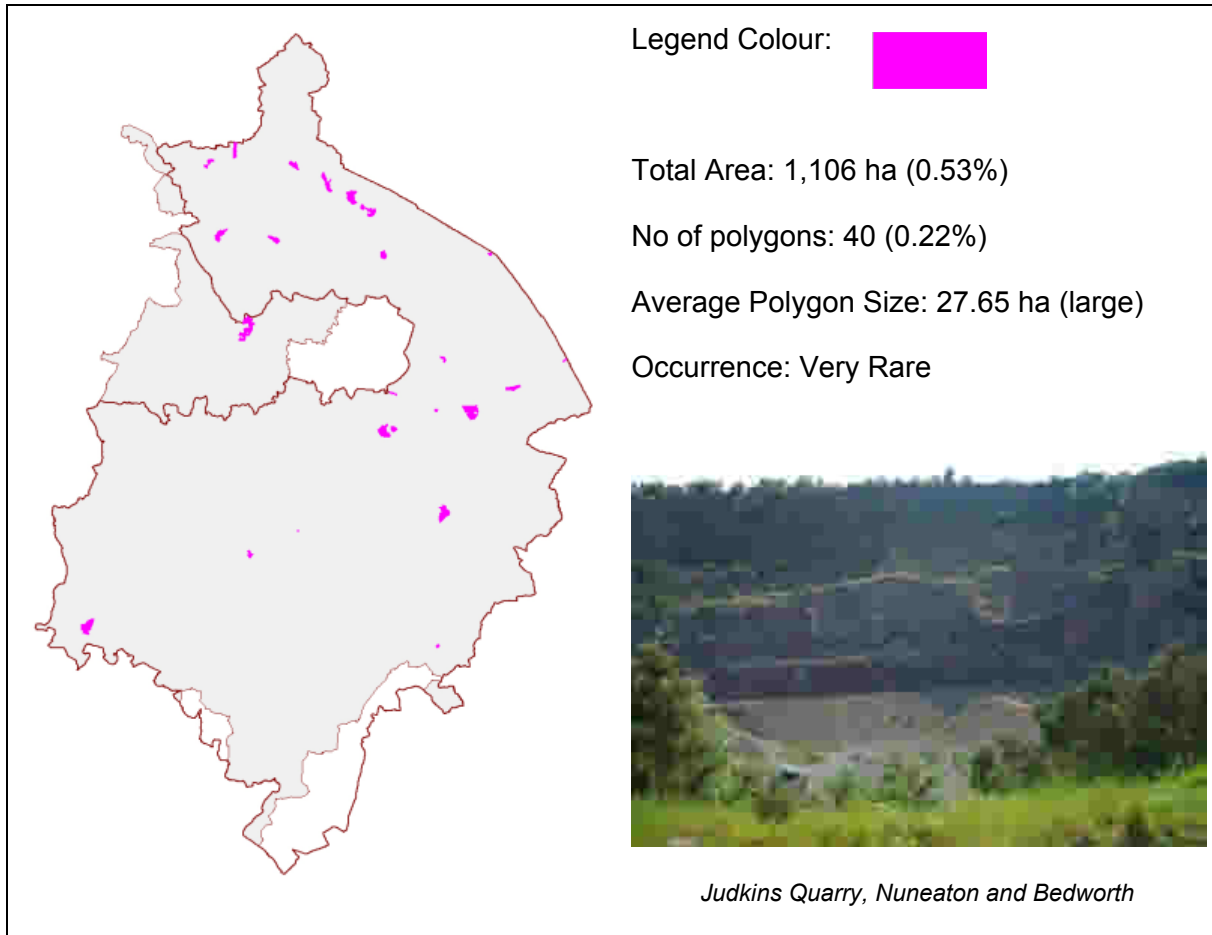 Legend Colour:
Total Area: 1,106 ha (0.53%)
No of polygons: 40 (0.22%)
Average Polygon Size: 27.65 ha (large)
Occurrence: Very Rare
Judkins Quarry, Nuneaton and Bedworth